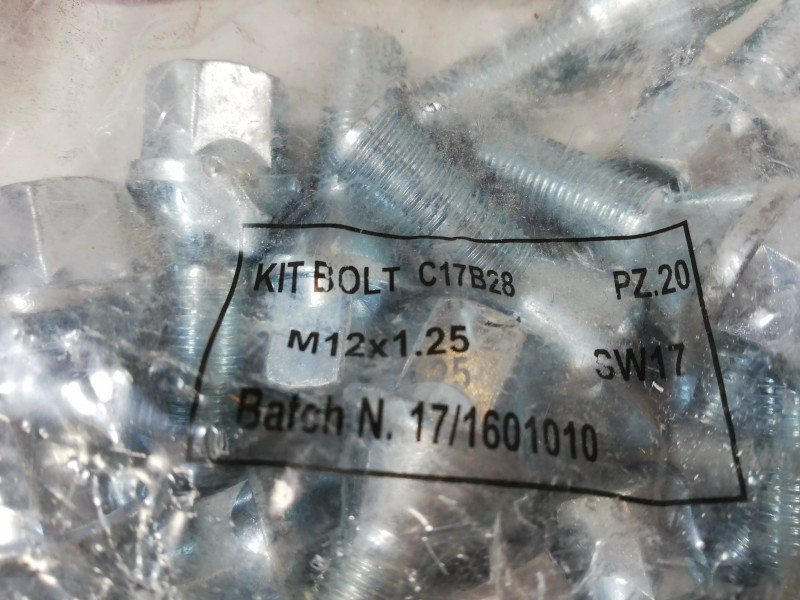 KIT BOLT C17B28 PZ.20
M12x1.25 SW17
Batch N. 17/1601010